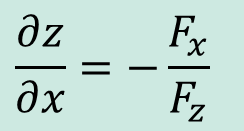 ∂z/∂x = − F_x/F_z